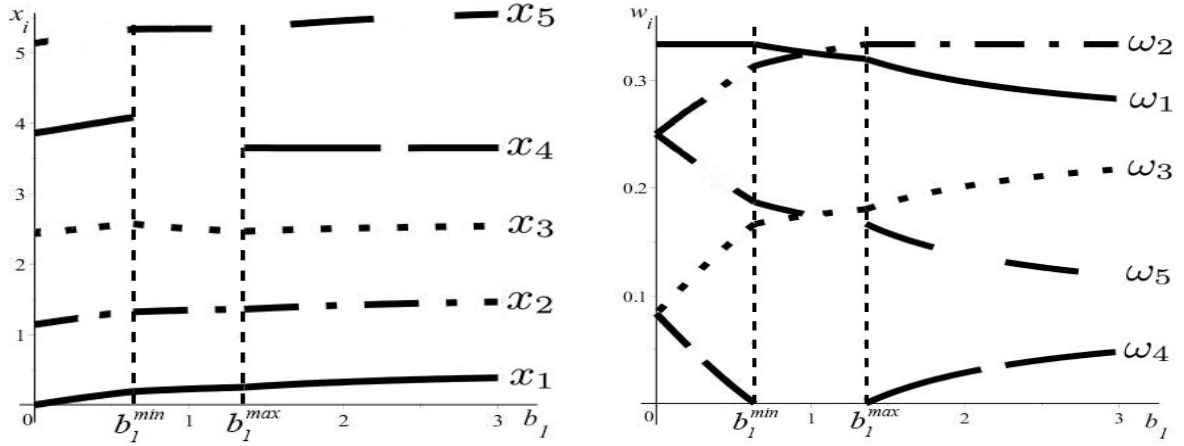 x_i
5
4
3
2
1
0
b_1^{min}
1
b_1^{max}
2
3
b_1
x_5
x_4
x_3
x_2
x_1
w_i
0.3
0.2
0.1
0
b_1^{min}
1
b_1^{max}
2
3
b_1
ω_2
ω_1
ω_3
ω_5
ω_4